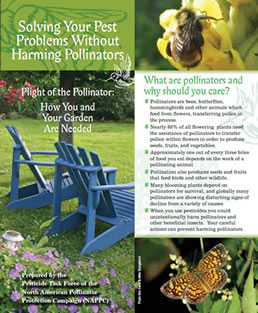 Solving Your Pest
Problems Without
Harming Pollinators
Plight of the Pollinator:
How You and
Your Garden
Are Needed
Prepared by the
Pesticide Task Force of the
North American Pollinator
Protection Campaign (NAPPC)
What are pollinators and
why should you care?
Pollinators are bees, butterflies,
hummingbirds and other animals which
feed from flowers, transferring pollen in
the process.
Nearly 80% of all flowering plants need
the assistance of pollinators to transfer
pollen within flowers in order to produce
seeds, fruits, and vegetables.
Approximately one out of every three bites
of food you eat depends on the work of a
pollinating animal.
Pollination also produces seeds and fruits
that feed birds and other wildlife.
Many blooming plants depend on
pollinators for survival, and globally many
pollinators are showing disturbing signs of
decline from a variety of causes.
When you use pesticides you could
unintentionally harm pollinators and
other beneficial insects. Your careful
actions can prevent harming pollinators.